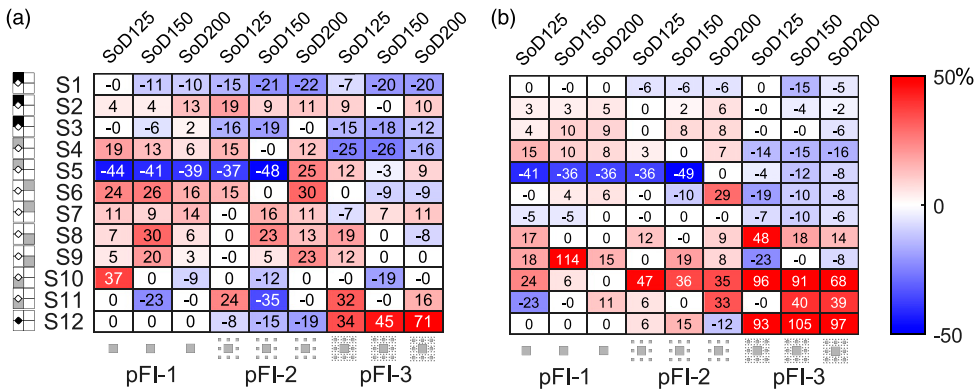 (a)
SoD125 SoD150 SoD200 SoD125 SoD150 SoD200 SoD125 SoD150 SoD200
S1 -0 -11 -10 -15 -21 -22 -7 -20 -20
S2 4 4 13 19 9 11 9 -0 10
S3 -0 -6 2 -16 -19 -0 -15 -18 -12
S4 19 13 6 15 -0 12 -25 -26 -16
S5 -44 -41 -39 -37 -48 25 12 -3 9
S6 24 26 16 15 0 30 0 -9 -9
S7 11 9 14 -0 16 11 -7 7 11
S8 7 30 6 0 23 13 19 0 -8
S9 5 20 3 -0 5 23 12 0 -0
S10 37 0 -9 0 -12 0 0 -19 0
S11 0 -23 0 24 -35 0 32 -0 16
S12 0 0 0 -8 -15 -19 34 45 71
pFI-1 pFI-2 pFI-3
(b)
SoD125 SoD150 SoD200 SoD125 SoD150 SoD200 SoD125 SoD150 SoD200
0 -0 0 -6 -6 -6 0 -15 -5
3 3 5 0 2 6 -0 -4 -2
4 10 9 0 8 8 -0 0 0
15 10 8 3 0 7 -14 -15 -16
-41 -36 -36 -36 -49 0 -4 -12 -8
-0 4 6 -0 -10 29 -19 -10 -8
-5 -5 0 0 0 0 -7 -10 -6
17 0 0 12 -0 9 48 18 14
18 114 15 0 19 8 -23 -0 -8
24 6 0 47 36 35 96 91 68
-23 -0 11 6 0 33 -0 40 39
0 0 0 6 15 -12 93 105 97
pFI-1 pFI-2 pFI-3
50%
0
-50